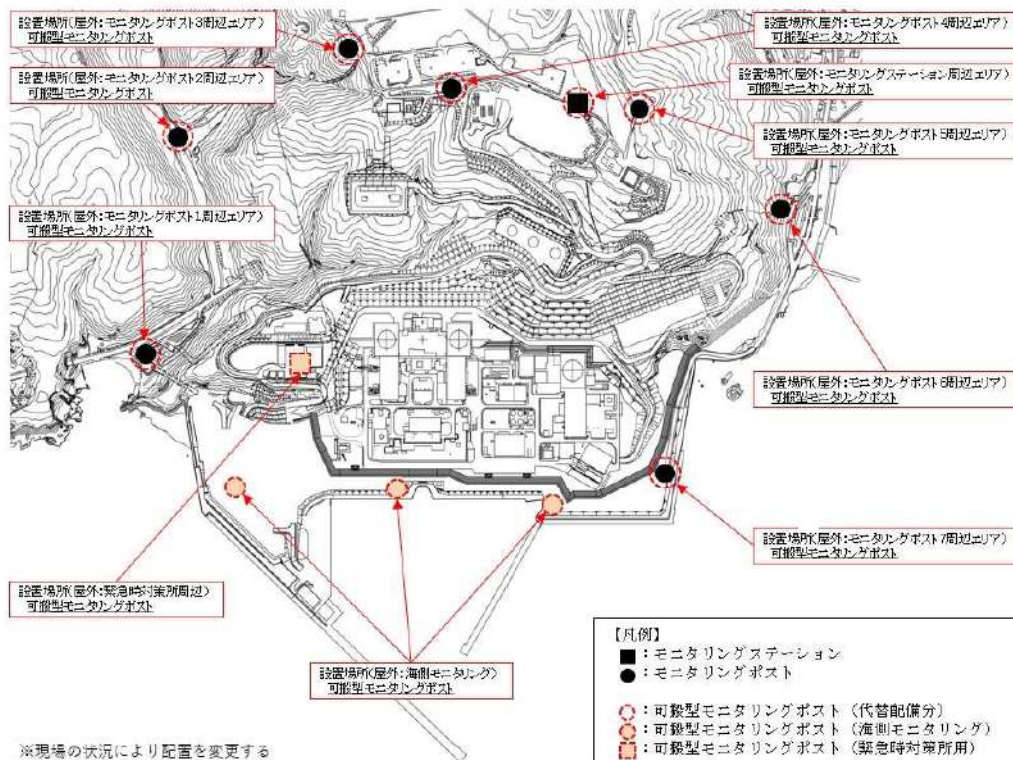 設置場所(屋外:モニタリングポスト3周辺エリア)
可搬型モニタリングポスト
設置場所(屋外:モニタリングポスト4周辺エリア)
可搬型モニタリングポスト
設置場所(屋外:モニタリングポスト2周辺エリア)
可搬型モニタリングポスト
設置場所(屋外:モニタリングステーション周辺エリア)
可搬型モニタリングポスト
設置場所(屋外:モニタリングポスト5周辺エリア)
可搬型モニタリングポスト
設置場所(屋外:モニタリングポスト1周辺エリア)
可搬型モニタリングポスト
設置場所(屋外:モニタリングポスト6周辺エリア)
可搬型モニタリングポスト
設置場所(屋外:モニタリングポスト7周辺エリア)
可搬型モニタリングポスト
設置場所(屋外:緊急時対策所周辺)
可搬型モニタリングポスト
設置場所(屋外:海側モニタリング)
可搬型モニタリングポスト
【凡例】
■:モニタリングステーション
●:モニタリングポスト
:可搬型モニタリングポスト(代替配備分)
:可搬型モニタリングポスト(海側モニタリング)
:可搬型モニタリングポスト(緊急時対策所用)
※現場の状況により配置を変更する